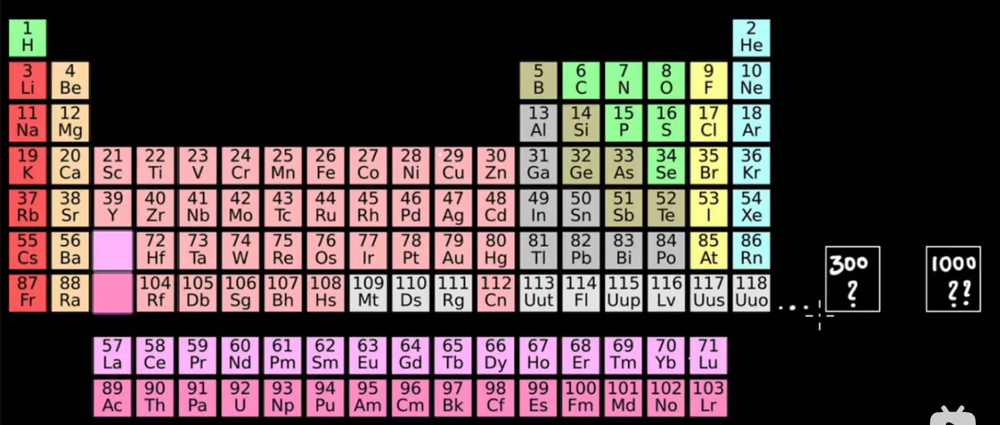 1 2
H He
3 4 5 6 7 8 9 10
Li Be B C N O F Ne
11 12 13 14 15 16 17 18
Na Mg Al Si P S Cl Ar
19 20 21 22 23 24 25 26 27 28 29 30 31 32 33 34 35 36
K Ca Sc Ti V Cr Mn Fe Co Ni Cu Zn Ga Ge As Se Br Kr
37 38 39 40 41 42 43 44 45 46 47 48 49 50 51 52 53 54
Rb Sr Y Zr Nb Mo Tc Ru Rh Pd Ag Cd In Sn Sb Te I Xe
55 56 72 73 74 75 76 77 78 79 80 81 82 83 84 85 86 300 1000
Cs Ba Hf Ta W Re Os Ir Pt Au Hg Tl Pb Bi Po At Rn ? ??
87 88 104 105 106 107 108 109 110 111 112 113 114 115 116 117 118
Fr Ra Rf Db Sg Bh Hs Mt Ds Rg Cn Uut Fl Uup Lv Uus Uuo ...
57 58 59 60 61 62 63 64 65 66 67 68 69 70 71
La Ce Pr Nd Pm Sm Eu Gd Tb Dy Ho Er Tm Yb Lu
89 90 91 92 93 94 95 96 97 98 99 100 101 102 103
Ac Th Pa U Np Pu Am Cm Bk Cf Es Fm Md No Lr